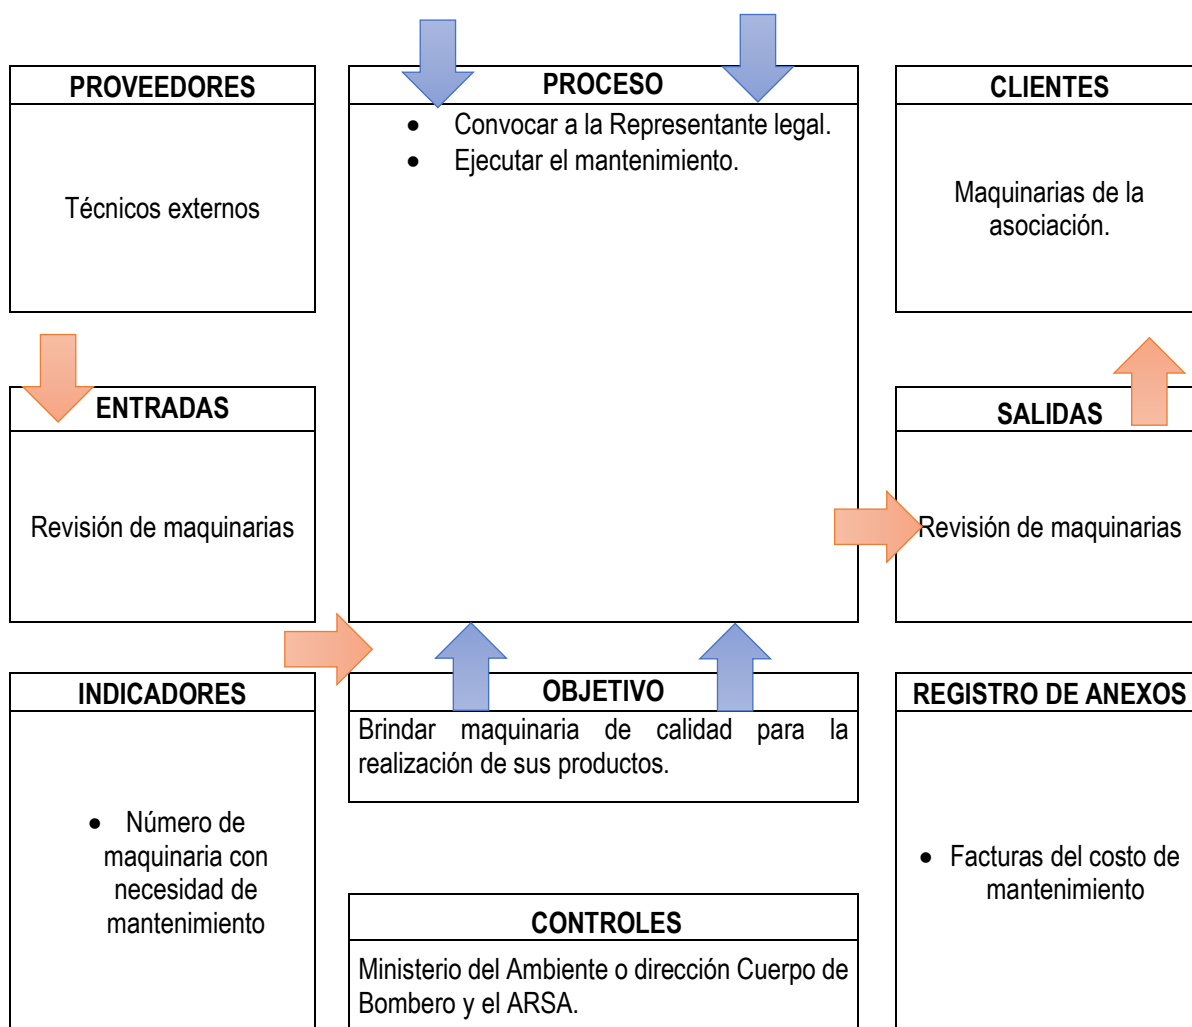 PROVEEDORES
Técnicos externos
PROCESO
• Convocar a la Representante legal.
• Ejecutar el mantenimiento.
CLIENTES
Maquinarias de la
asociación.
ENTRADAS
Revisión de maquinarias
SALIDAS
Revisión de maquinarias
INDICADORES
• Número de
maquinaria con
necesidad de
mantenimiento
OBJETIVO
Brindar maquinaria de calidad para la
realización de sus productos.
CONTROLES
Ministerio del Ambiente o dirección Cuerpo de
Bombero y el ARSA.
REGISTRO DE ANEXOS
• Facturas del costo de
mantenimiento